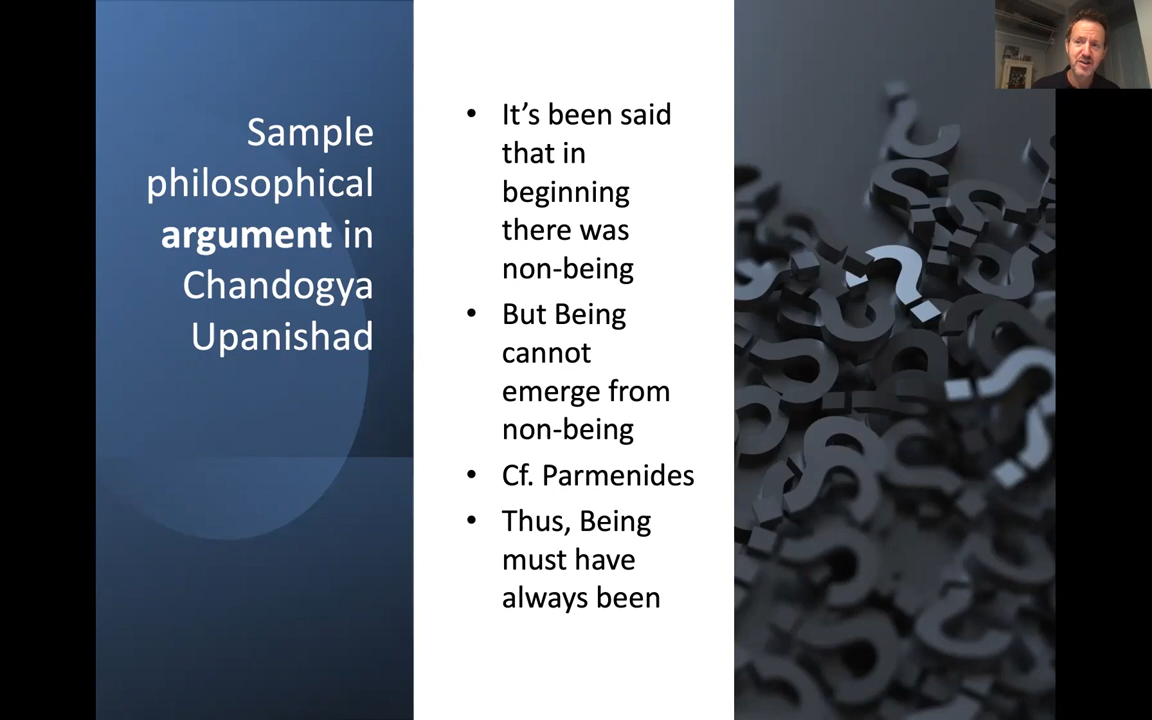 Sample
philosophical
argument in
Chandogya
Upanishad
• It’s been said
that in
beginning
there was
non-being
• But Being
cannot
emerge from
non-being
• Cf. Parmenides
• Thus, Being
must have
always been